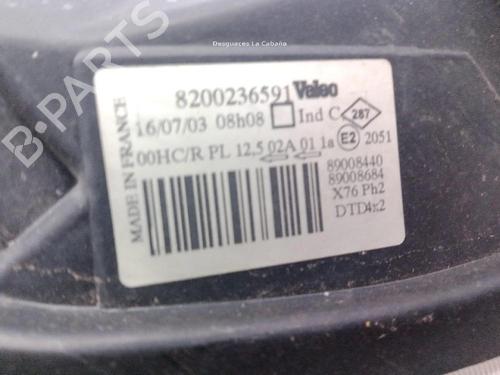 Desguaces La Cabaña
B-PARTS
8200236591 Valeo
16/07/03 08h08 Ind C 287
00HC/R PL 12,5 02A 01 1a E2 2051
89008440
89008684
X76 Ph2
DTD4x2
MADE IN FRANCE